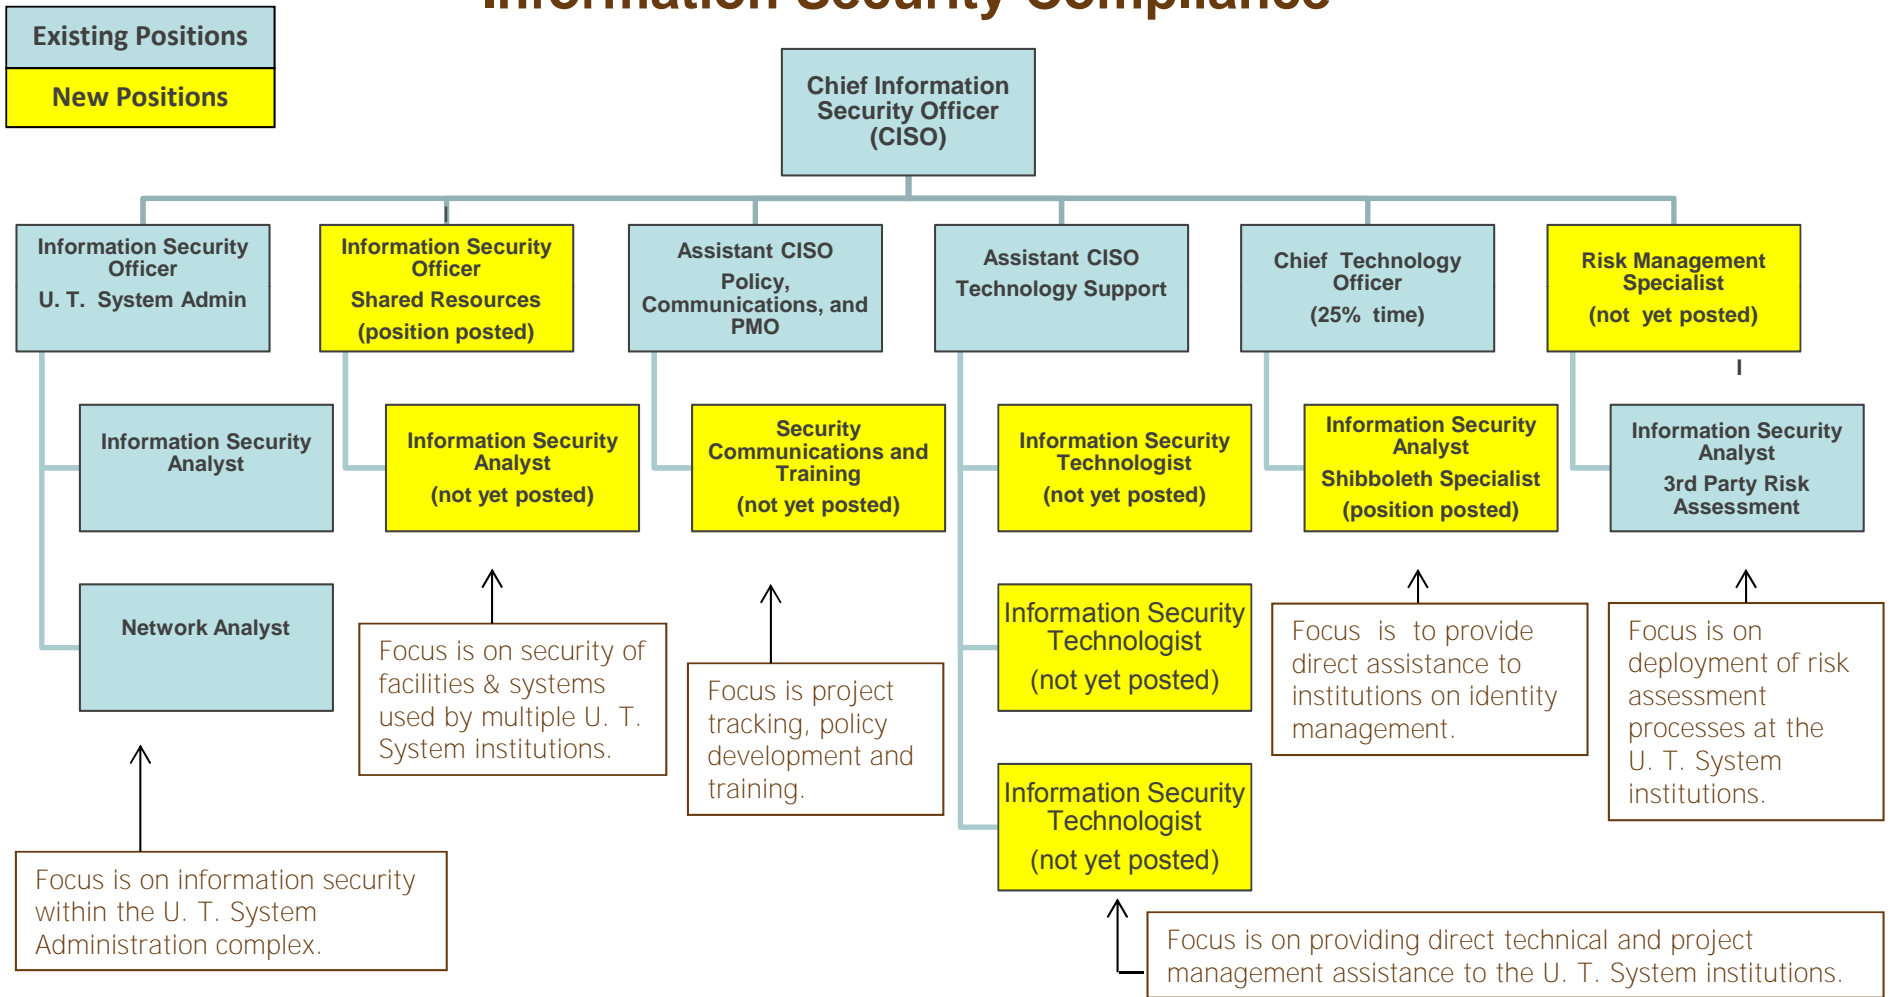 Information Security Compliance
Existing Positions
New Positions
Chief Information
Security Officer
(CISO)
Information Security
Officer
U. T. System Admin
Information Security
Officer
Shared Resources
(position posted)
Assistant CISO
Policy,
Communications, and
PMO
Assistant CISO
Technology Support
Chief Technology
Officer
(25% time)
Risk Management
Specialist
(not yet posted)
Information Security
Analyst
Information Security
Analyst
(not yet posted)
Security
Communications and
Training
(not yet posted)
Information Security
Technologist
(not yet posted)
Information Security
Analyst
Shibboleth Specialist
(position posted)
Information Security
Analyst
3rd Party Risk
Assessment
Network Analyst
Information Security
Technologist
(not yet posted)
Information Security
Technologist
(not yet posted)
Focus is on information security
within the U. T. System
Administration complex.
Focus is on security of
facilities & systems
used by multiple U. T.
System institutions.
Focus is project
tracking, policy
development and
training.
Focus is to provide
direct assistance to
institutions on identity
management.
Focus is on
deployment of risk
assessment
processes at the
U. T. System
institutions.
Focus is on providing direct technical and project
management assistance to the U. T. System institutions.